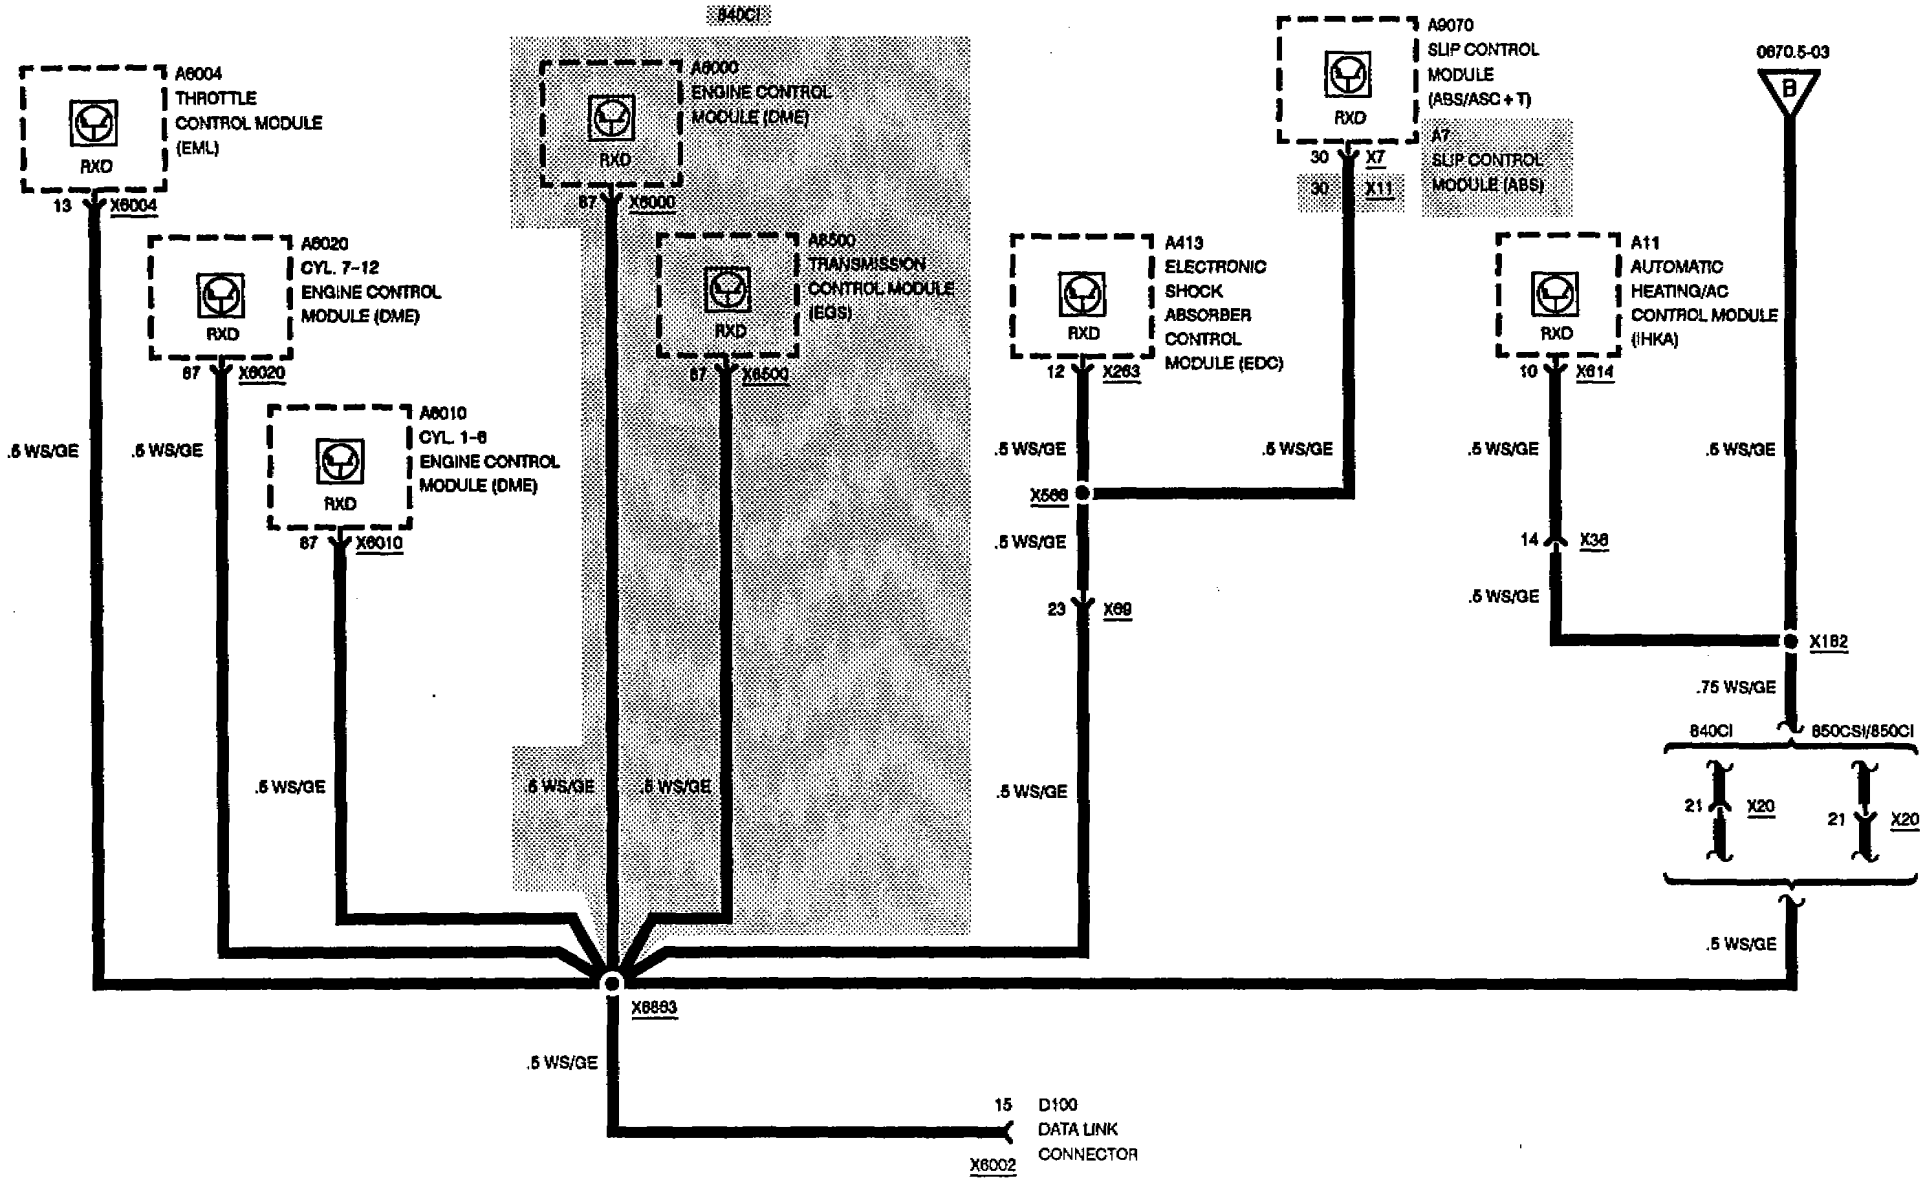 840CI
A6004
THROTTLE
CONTROL MODULE
(EML)
RXD
13 X6004
A6000
ENGINE CONTROL
MODULE (DME)
RXD
87 X6000
A9070
SLIP CONTROL
MODULE
(ABS/ASC + T)
RXD
30 X7
30 X11
A7
SLIP CONTROL
MODULE (ABS)
0670.5-03
B
A6020
CYL. 7-12
ENGINE CONTROL
MODULE (DME)
RXD
87 X6020
A8500
TRANSMISSION
CONTROL MODULE
(EGS)
RXD
87 X8500
A413
ELECTRONIC
SHOCK
ABSORBER
CONTROL
MODULE (EDC)
RXD
12 X263
A11
AUTOMATIC
HEATING/AC
CONTROL MODULE
(IHKA)
RXD
10 X614
A6010
CYL. 1-6
ENGINE CONTROL
MODULE (DME)
RXD
87 X6010
.5 WS/GE
.5 WS/GE
.5 WS/GE
.5 WS/GE
.5 WS/GE
.5 WS/GE
X566
.5 WS/GE
14 X36
.5 WS/GE
23 X69
X182
.75 WS/GE
840CI
850CSI/850CI
.5 WS/GE
.5 WS/GE
.5 WS/GE
.5 WS/GE
21 X20
21 X20
.5 WS/GE
X6863
.5 WS/GE
15 D100
DATA LINK
CONNECTOR
X6002